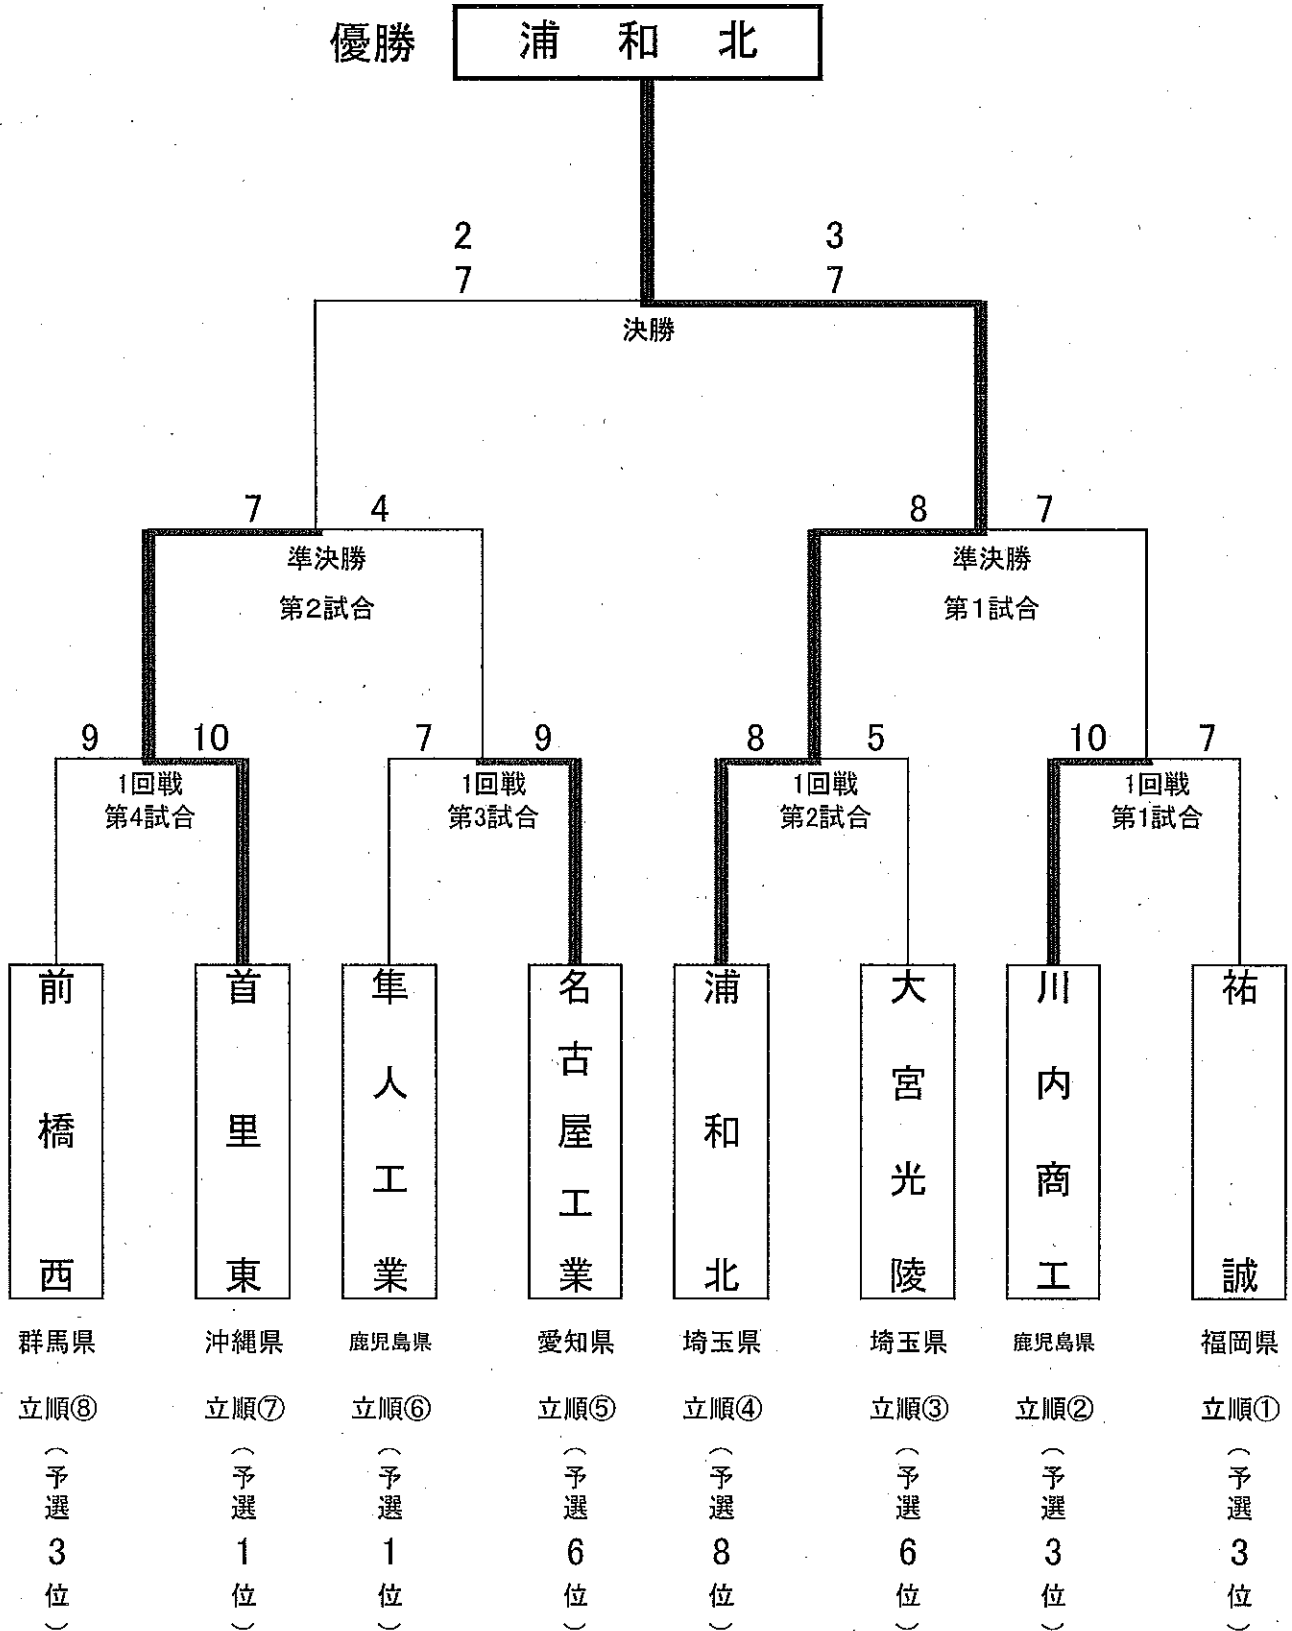 優勝 浦和北
2 3
7 7
決勝
7 4 8 7
準決勝 準決勝
第2試合 第1試合
9 10 7 9 8 5 10 7
1回戦 1回戦 1回戦 1回戦
第4試合 第3試合 第2試合 第1試合
前橋西
首里東
隼人工業
名古屋工業
浦和北
大宮光陵
川内商工
祐誠
群馬県 沖縄県 鹿児島県 愛知県 埼玉県 埼玉県 鹿児島県 福岡県
立順⑧ 立順⑦ 立順⑥ 立順⑤ 立順④ 立順③ 立順② 立順①
(予選3位)
(予選1位)
(予選1位)
(予選6位)
(予選8位)
(予選6位)
(予選3位)
(予選3位)